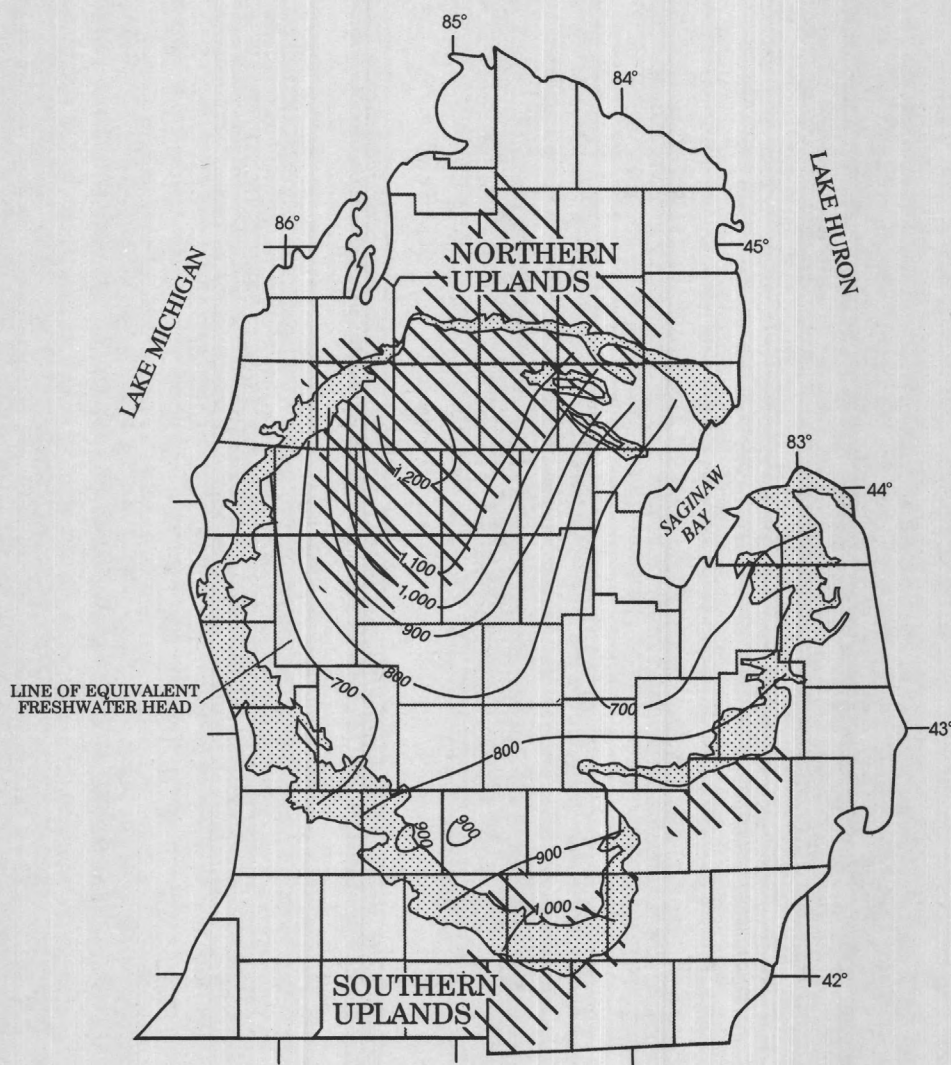 85°
84°
86°
LAKE MICHIGAN
LAKE HURON
NORTHERN
UPLANDS
45°
83°
44°
SAGINAW
BAY
1,200
1,100
1,000
900
800
700
LINE OF EQUIVALENT
FRESHWATER HEAD
700
43°
800
900
900
900
1,000
SOUTHERN
UPLANDS
42°